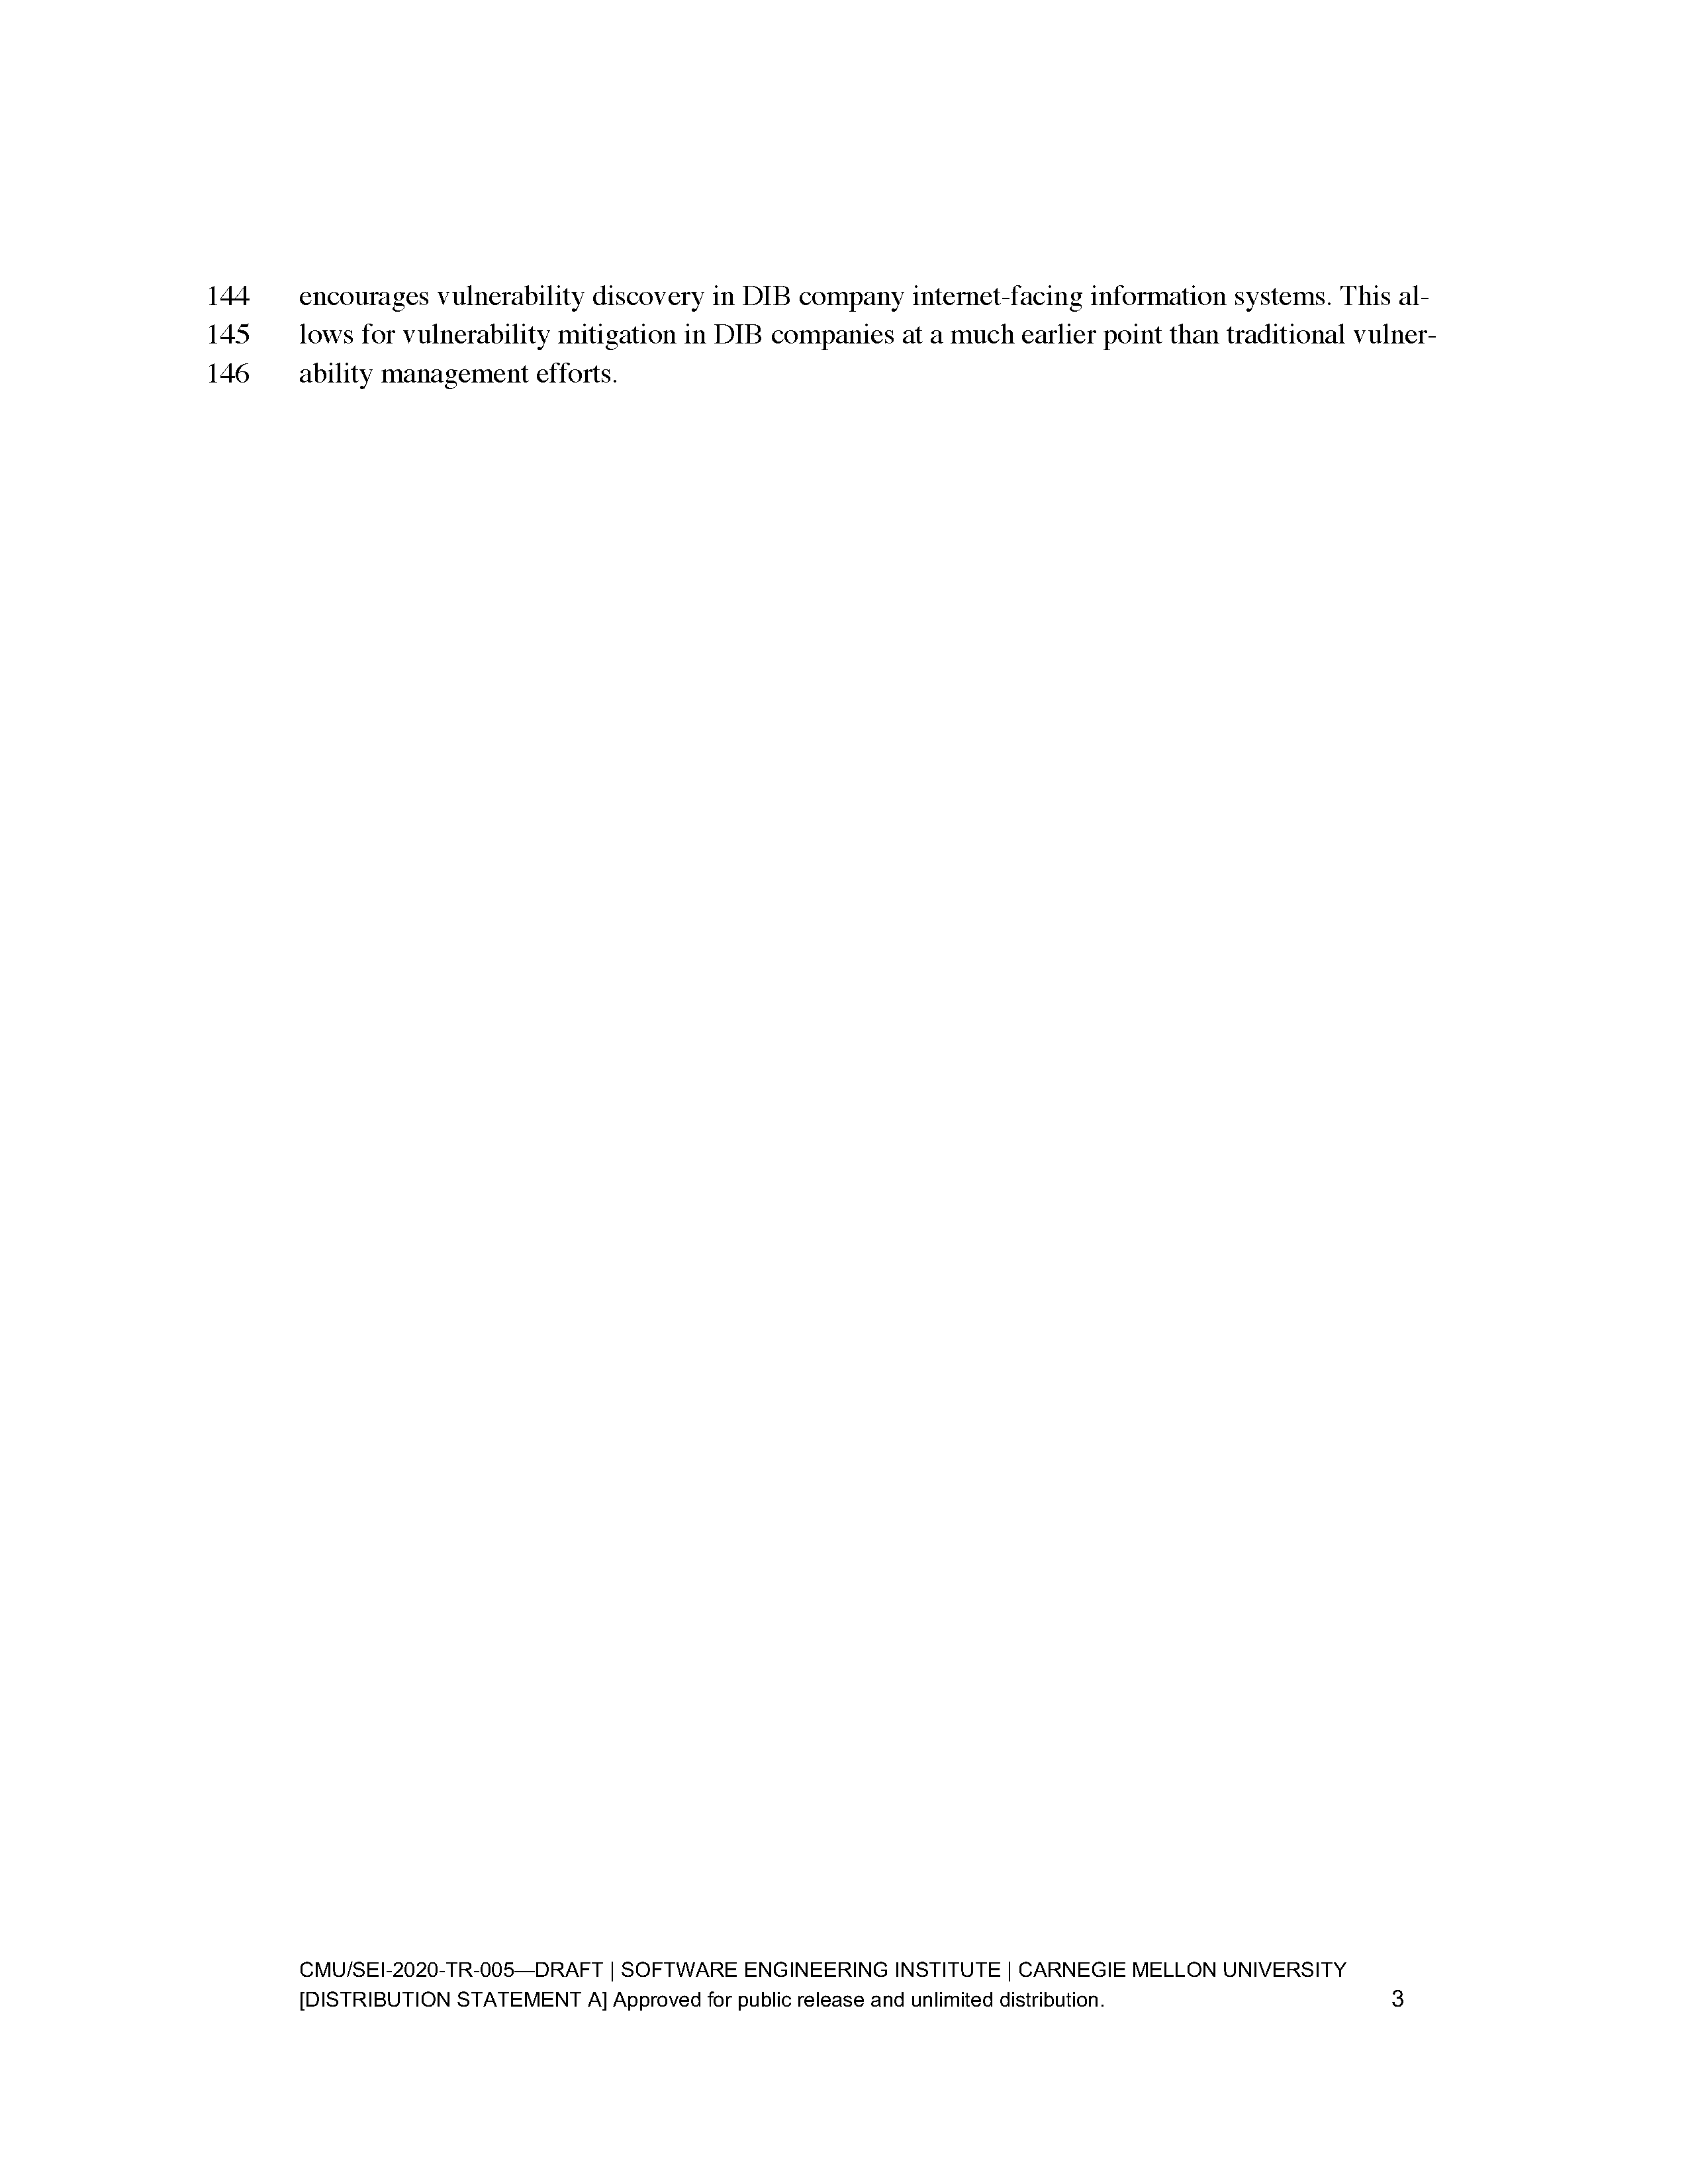 144 encourages vulnerability discovery in DIB company internet-facing information systems. This al-
145 lows for vulnerability mitigation in DIB companies at a much earlier point than traditional vulner-
146 ability management efforts.
CMU/SEI-2020-TR-005—DRAFT | SOFTWARE ENGINEERING INSTITUTE | CARNEGIE MELLON UNIVERSITY
[DISTRIBUTION STATEMENT A] Approved for public release and unlimited distribution. 3